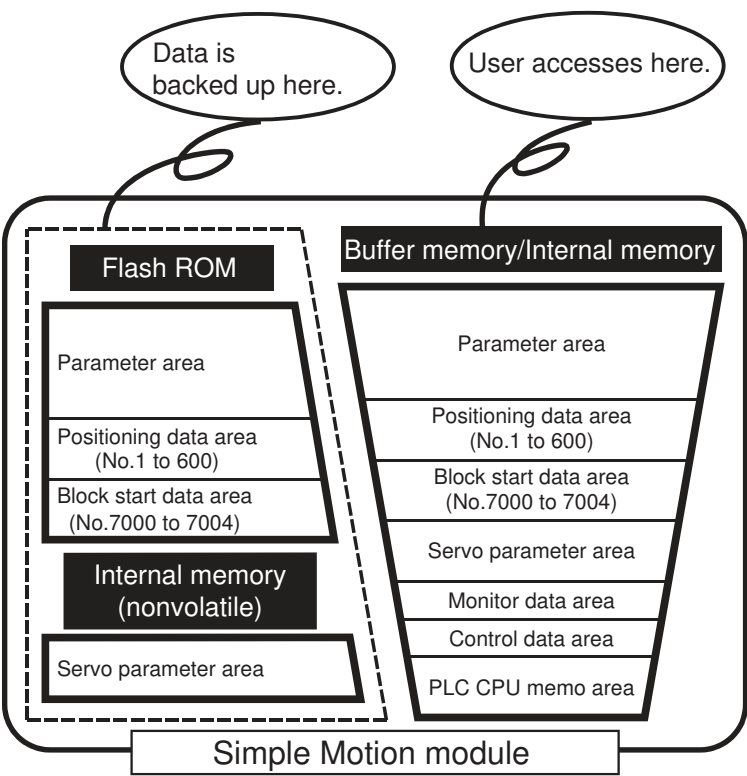 Data is
backed up here.
User accesses here.
Flash ROM
Parameter area
Positioning data area
(No.1 to 600)
Block start data area
(No.7000 to 7004)
Internal memory
(nonvolatile)
Servo parameter area
Buffer memory/Internal memory
Parameter area
Positioning data area
(No.1 to 600)
Block start data area
(No.7000 to 7004)
Servo parameter area
Monitor data area
Control data area
PLC CPU memo area
Simple Motion module